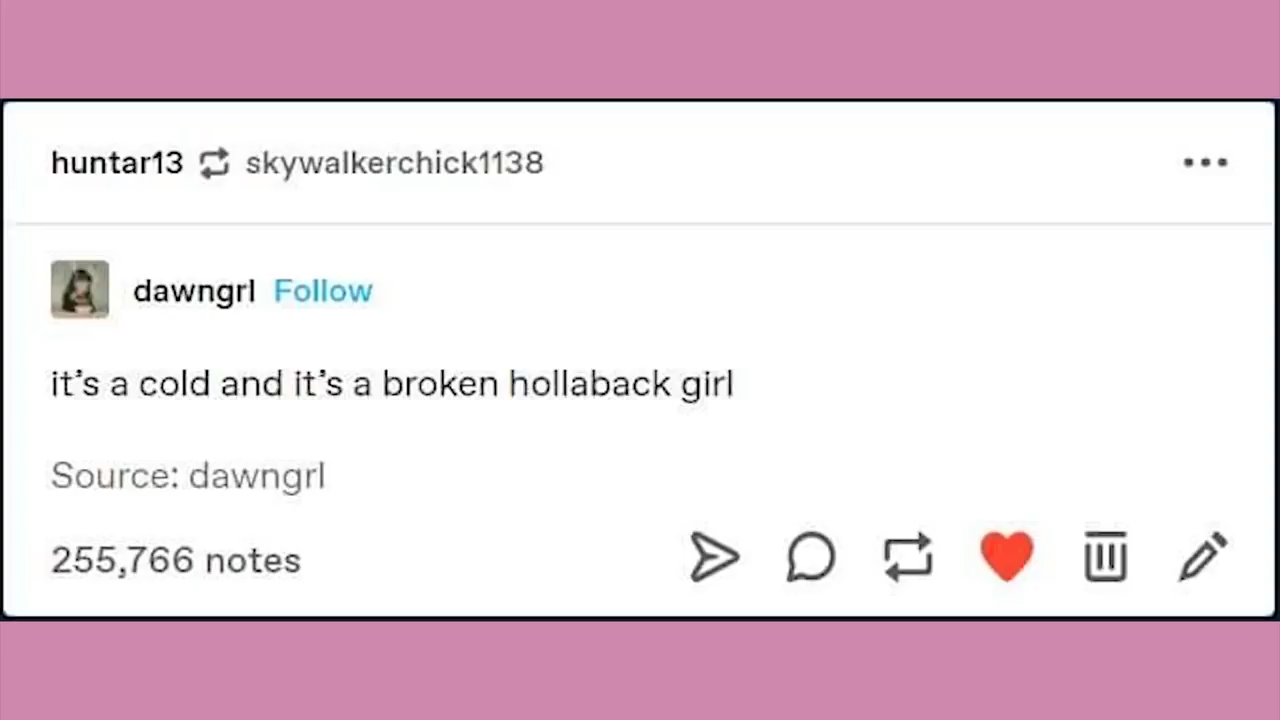 huntar13 skywalkerchick1138
dawngrl Follow
it’s a cold and it’s a broken hollaback girl
Source: dawngrl
255,766 notes